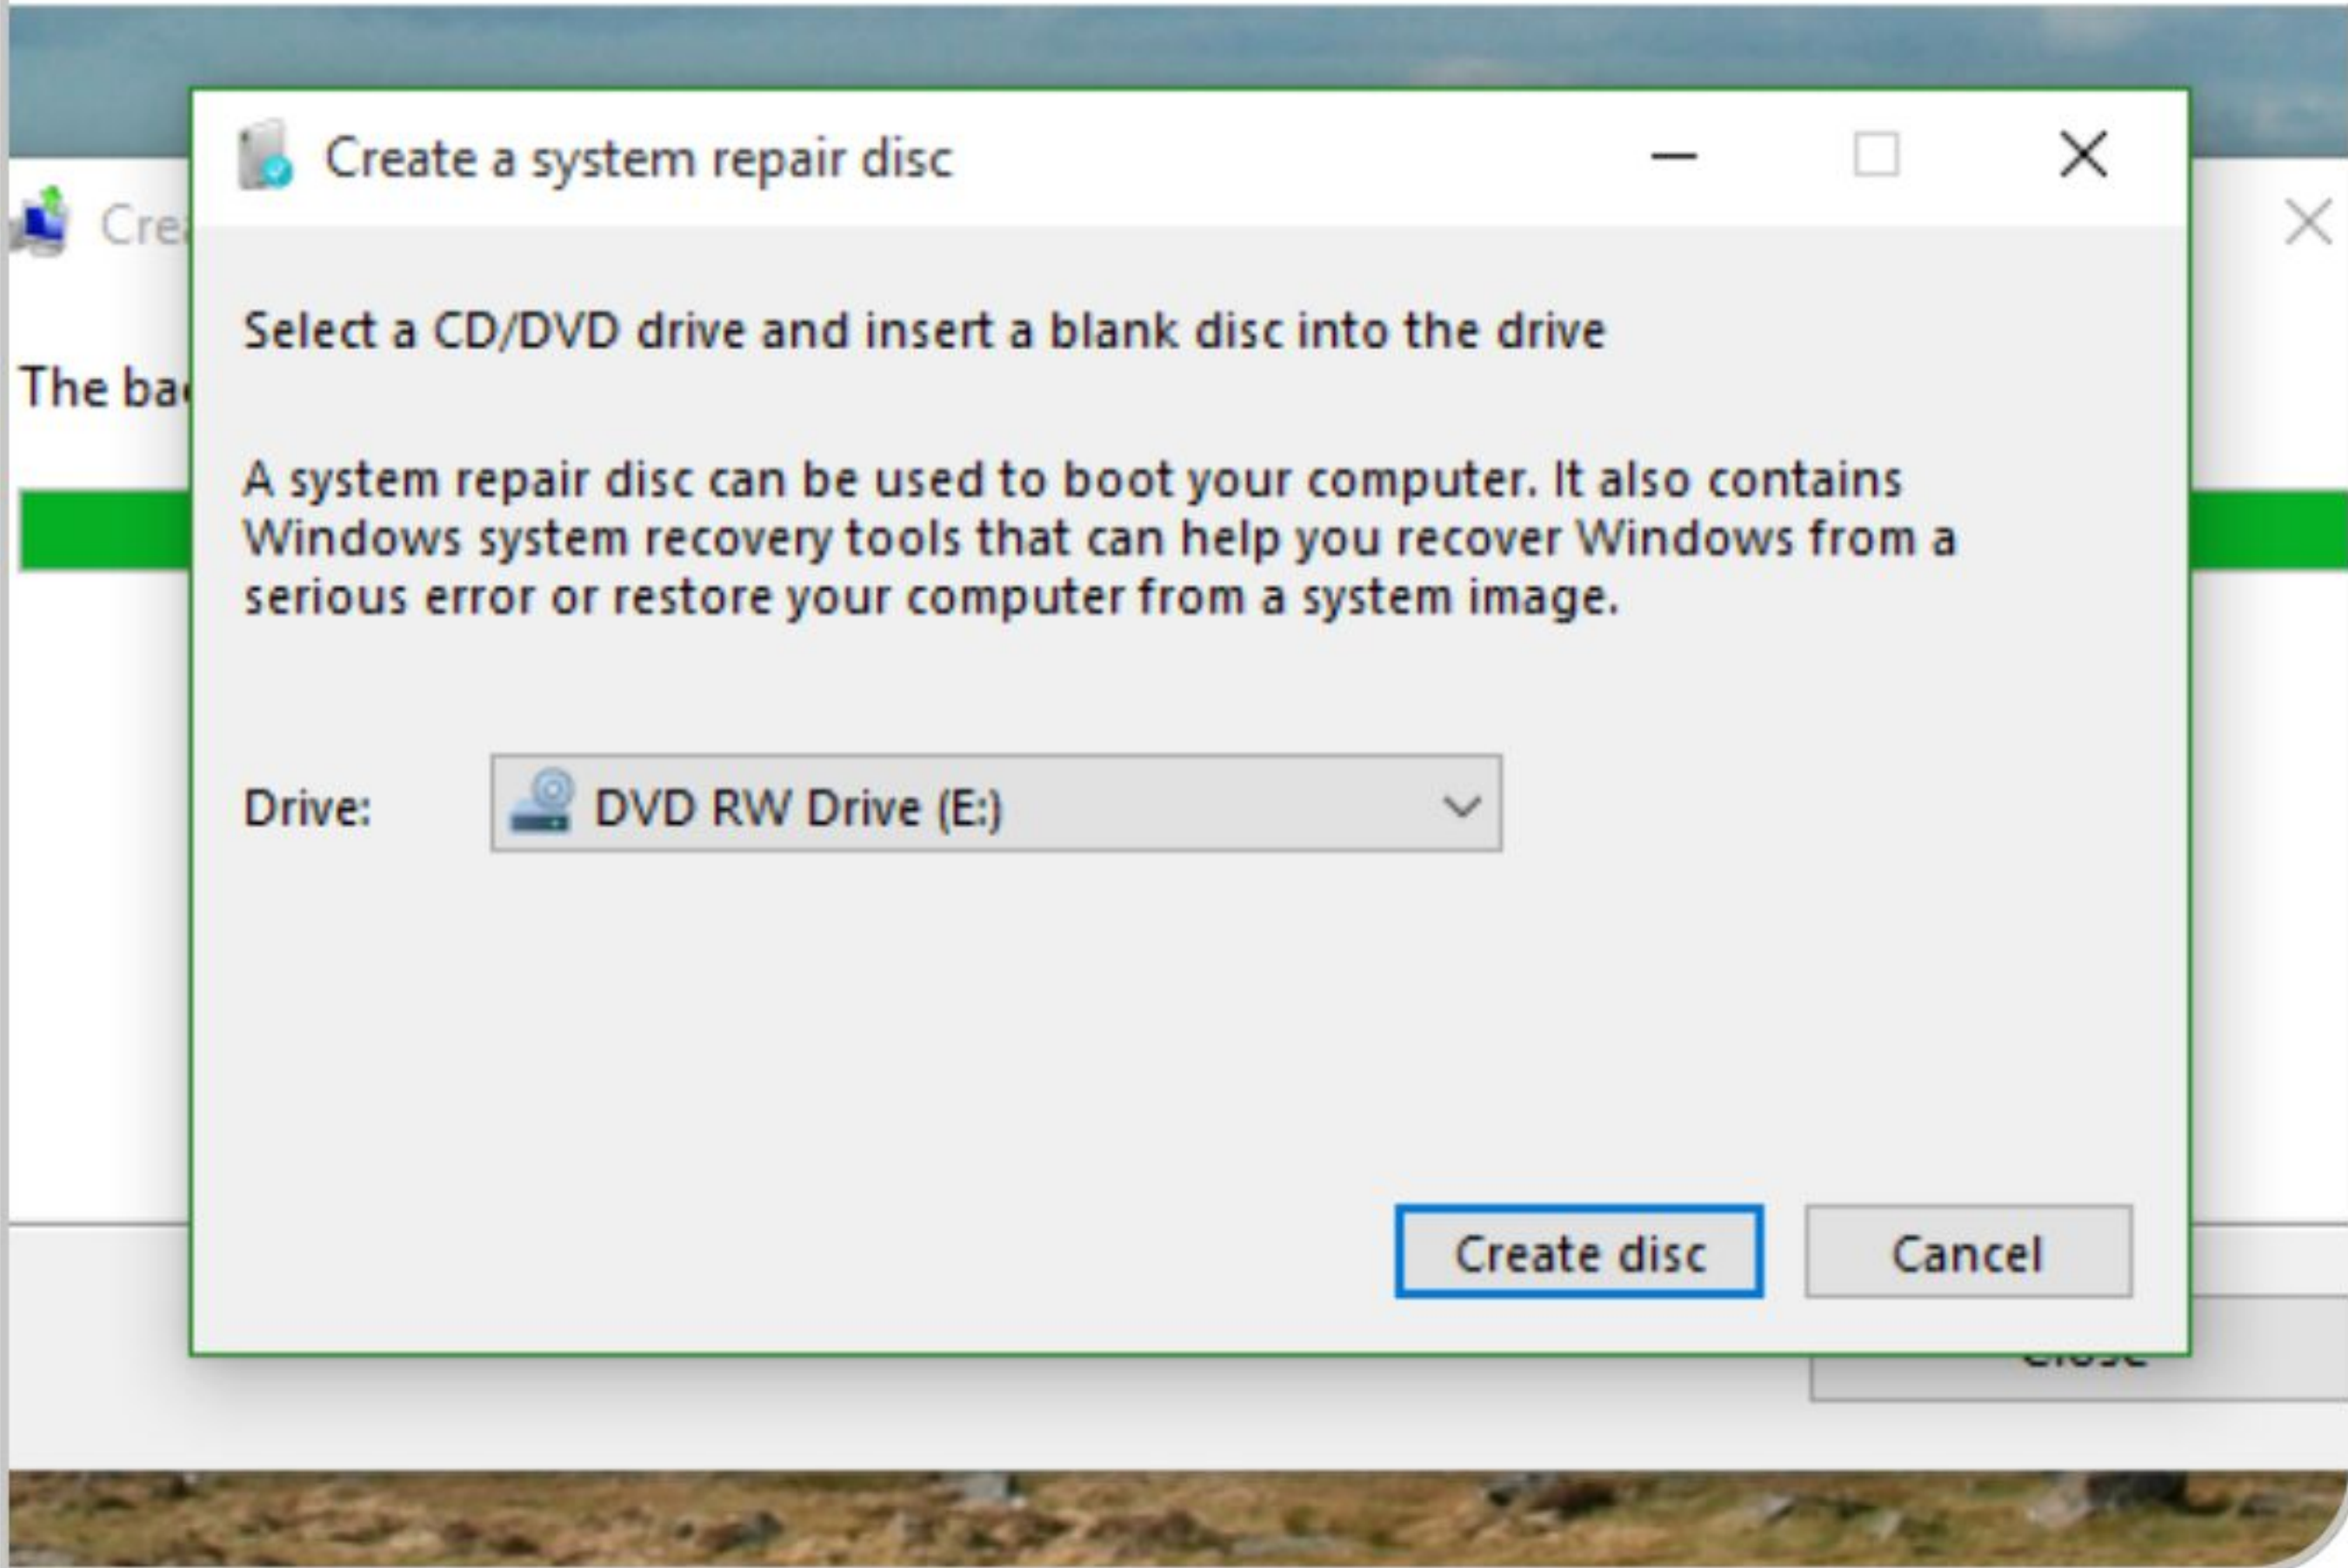 Create a system repair disc
Select a CD/DVD drive and insert a blank disc into the drive
The
A system repair disc can be used to boot your computer. It also contains
Windows system recovery tools that can help you recover Windows from a
serious error or restore your computer from a system image.
Drive:
DVD RW Drive (E:)
Create disc
Cancel